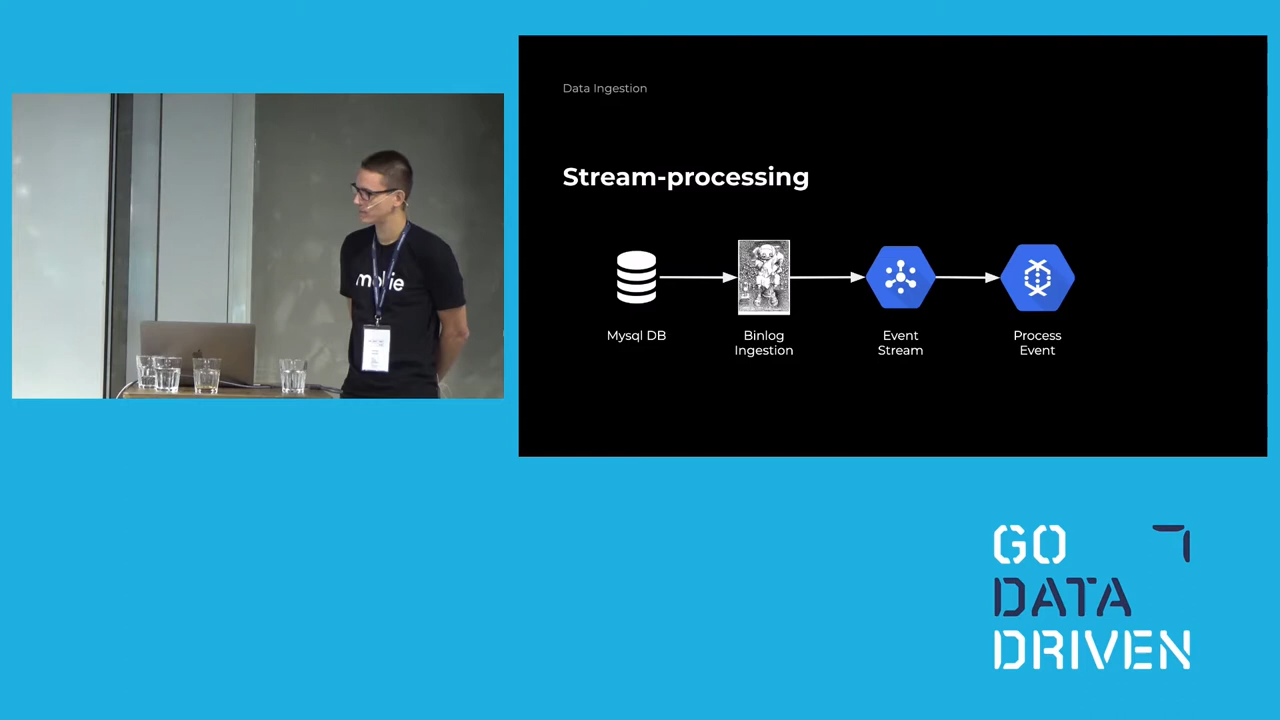 Data Ingestion
Stream-processing
Mysql DB
Binlog
Ingestion
Event
Stream
Process
Event
mollie
GO
DATA
DRIVEN